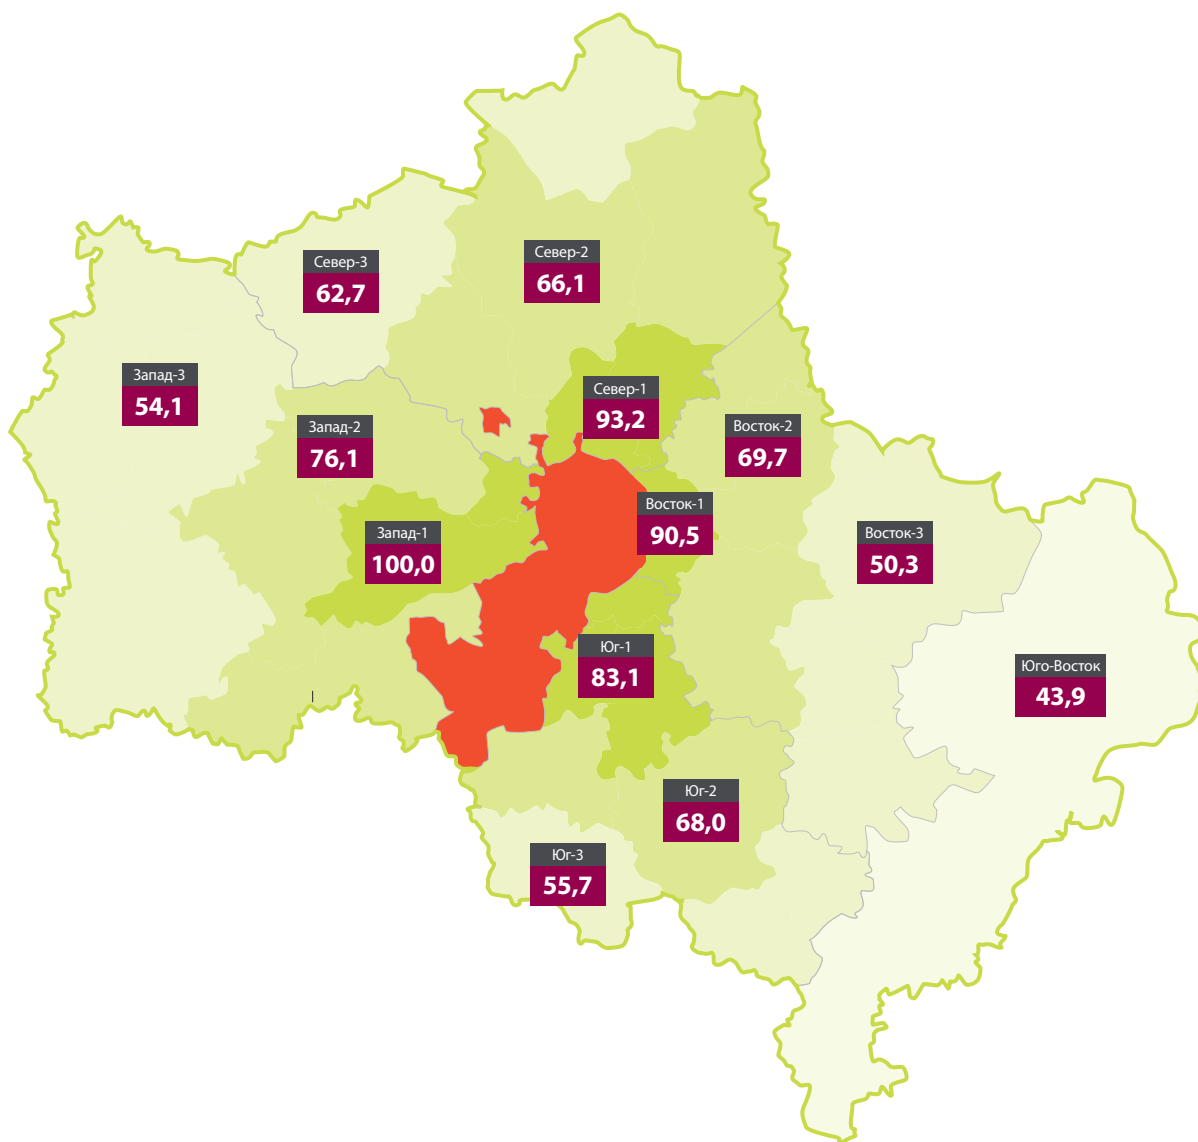 Север-2
66,1
Север-3
62,7
Запад-3
54,1
Север-1
93,2
Запад-2
76,1
Восток-2
69,7
Восток-1
90,5
Запад-1
100,0
Восток-3
50,3
Юг-1
83,1
Юго-Восток
43,9
Юг-2
68,0
Юг-3
55,7